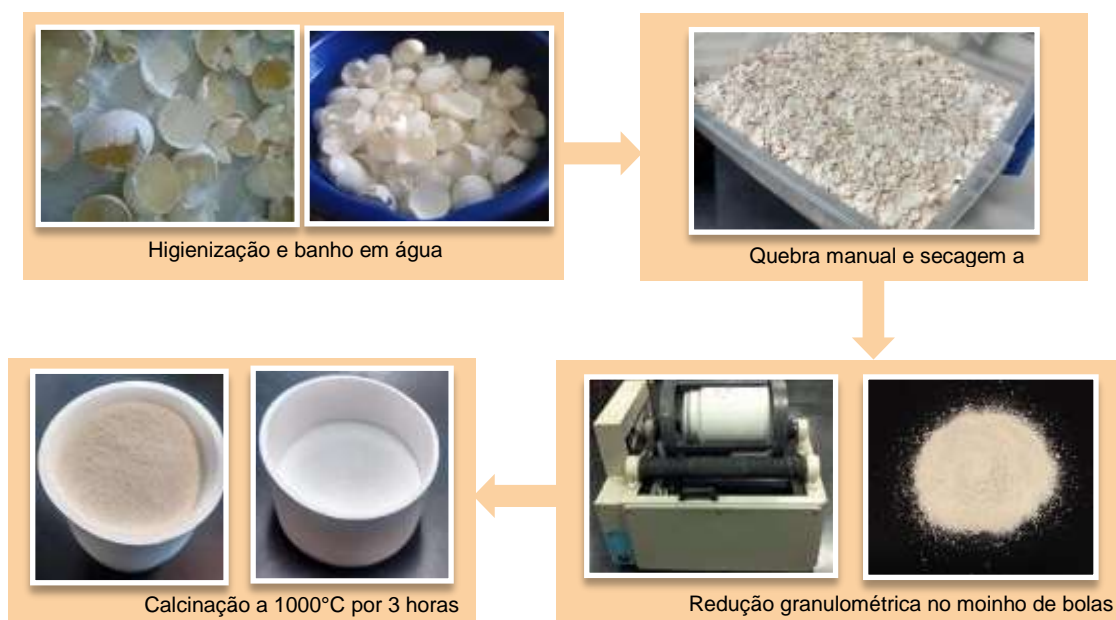 Higienização e banho em água
Quebra manual e secagem a
Redução granulométrica no moinho de bolas
Calcinação a 1000°C por 3 horas